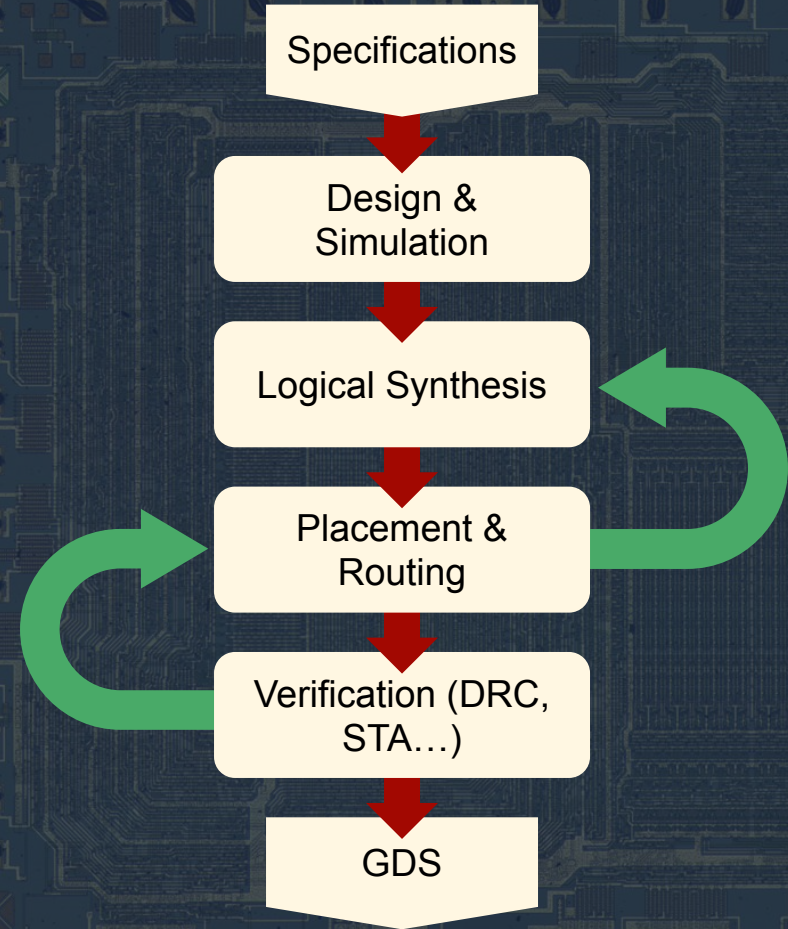 Specifications
Design &
Simulation
Logical Synthesis
Placement &
Routing
Verification (DRC,
STA…)
GDS